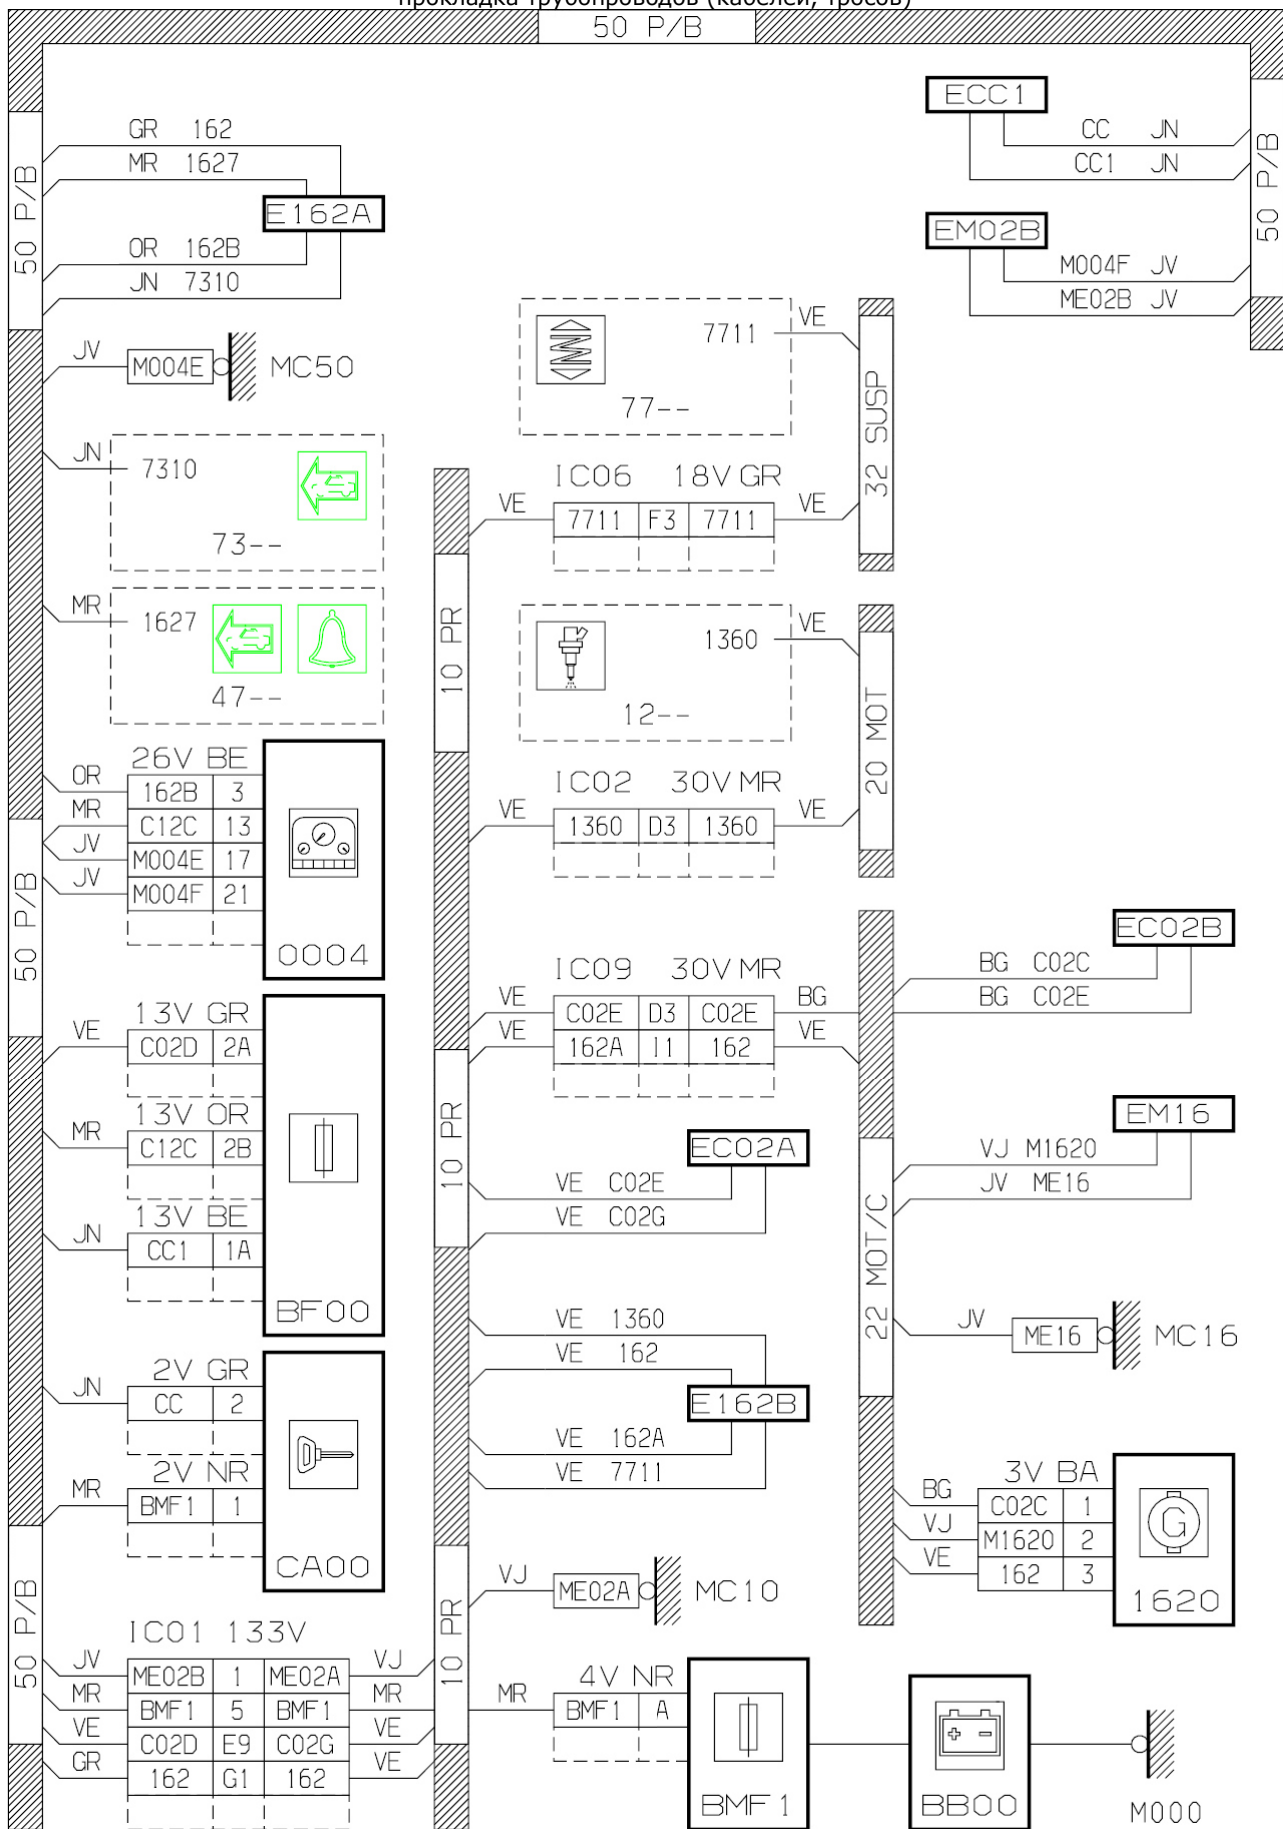 прокладка трубопроводов (кабелей, тросов)
50 P/B
ECC1
CC JN
CC1 JN
50 P/B
EM02B
M004F JV
ME02B JV
GR 162
MR 1627
50 P/B
E162A
OR 162B
JN 7310
JV
M004E
MC50
JN
7310
73--
MR
1627
47--
26V BE
OR
162B 3
MR
C12C 13
JV
M004E 17
JV
M004F 21
0004
50 P/B
13V GR
VE
C02D 2A
13V OR
MR
C12C 2B
13V BE
JN
CC1 1A
BF00
2V GR
JN
CC 2
2V NR
MR
BMF1 1
CA00
50 P/B
IC01 133V
JV ME02B 1 ME02A VJ
MR BMF1 5 BMF1 MR
VE C02D E9 C02G VE
GR 162 G1 162 VE
7711 VE
77--
32 SUSP
IC06 18V GR
VE 7711 F3 7711 VE
10 PR
1360 VE
12--
20 MOT
IC02 30V MR
VE 1360 D3 1360 VE
IC09 30V MR
VE C02E D3 C02E BG
VE 162A I1 162 VE
10 PR
EC02A
VE C02E
VE C02G
VE 1360
VE 162
E162B
VE 162A
VE 7711
10 PR
VJ
ME02A
MC10
4V NR
MR
BMF1 A
BMF1
BB00
M000
EC02B
BG C02C
BG C02E
EM16
VJ M1620
JV ME16
22 MOT/C
JV
ME16
MC16
3V BA
BG C02C 1
VJ M1620 2
VE 162 3
G
1620